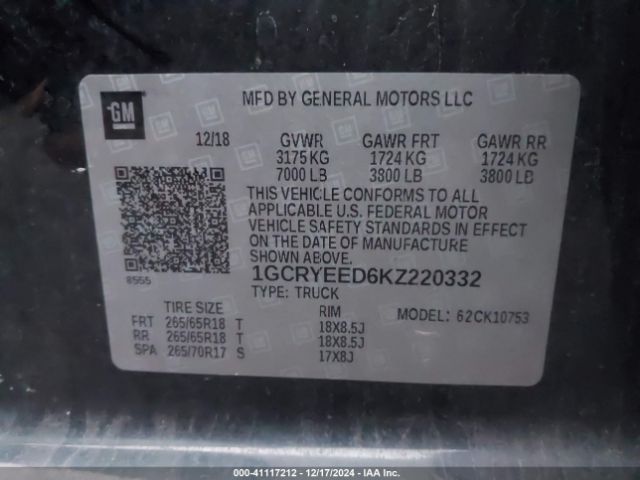 GM
MFD BY GENERAL MOTORS LLC
12/18 GVWR GAWR FRT GAWR RR
3175 KG 1724 KG 1724 KG
7000 LB 3800 LB 3800 LB
THIS VEHICLE CONFORMS TO ALL
APPLICABLE U.S. FEDERAL MOTOR
VEHICLE SAFETY STANDARDS IN EFFECT
ON THE DATE OF MANUFACTURE
SHOWN ABOVE.
8555
1GCRYEED6KZ220332
TYPE: TRUCK
MODEL: 62CK10753
TIRE SIZE RIM
FRT 265/65R18 T 18X8.5J
RR 265/65R18 T 18X8.5J
SPA 265/70R17 S 17X8J
000-41117212 - 12/17/2024 - IAA Inc.